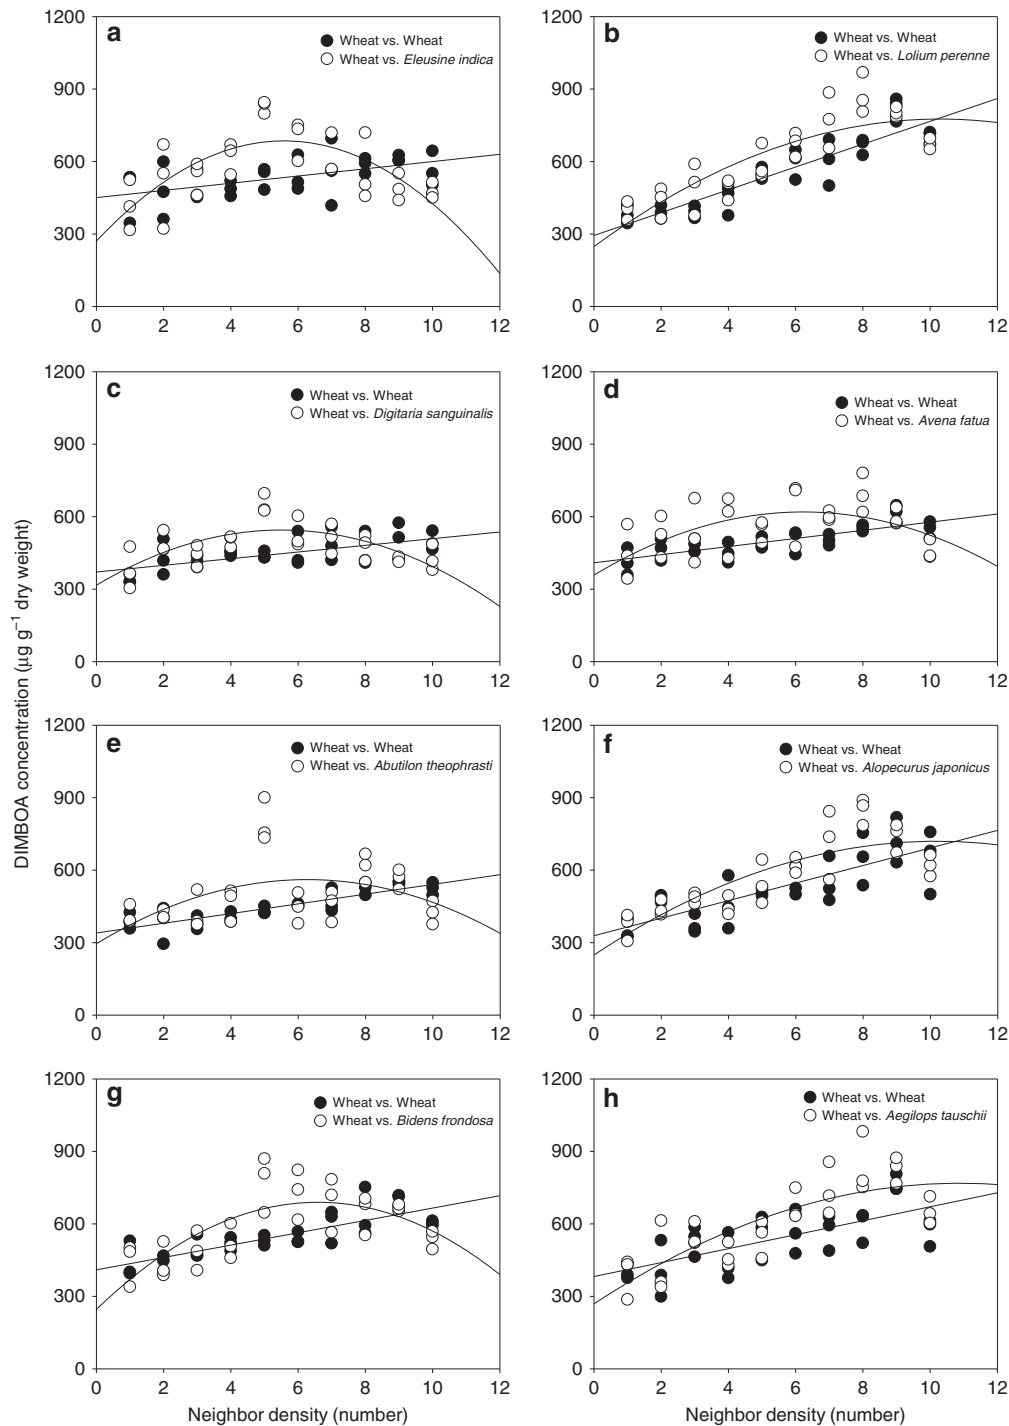 DIMBOA concentration (μg g⁻¹ dry weight)
a
Wheat vs. Wheat
Wheat vs. Eleusine indica
1200
900
600
300
0
0 2 4 6 8 10 12
b
Wheat vs. Wheat
Wheat vs. Lolium perenne
1200
900
600
300
0
0 2 4 6 8 10 12
c
Wheat vs. Wheat
Wheat vs. Digitaria sanguinalis
1200
900
600
300
0
0 2 4 6 8 10 12
d
Wheat vs. Wheat
Wheat vs. Avena fatua
1200
900
600
300
0
0 2 4 6 8 10 12
e
Wheat vs. Wheat
Wheat vs. Abutilon theophrasti
1200
900
600
300
0
0 2 4 6 8 10 12
f
Wheat vs. Wheat
Wheat vs. Alopecurus japonicus
1200
900
600
300
0
0 2 4 6 8 10 12
g
Wheat vs. Wheat
Wheat vs. Bidens frondosa
1200
900
600
300
0
0 2 4 6 8 10 12
Neighbor density (number)
h
Wheat vs. Wheat
Wheat vs. Aegilops tauschii
1200
900
600
300
0
0 2 4 6 8 10 12
Neighbor density (number)